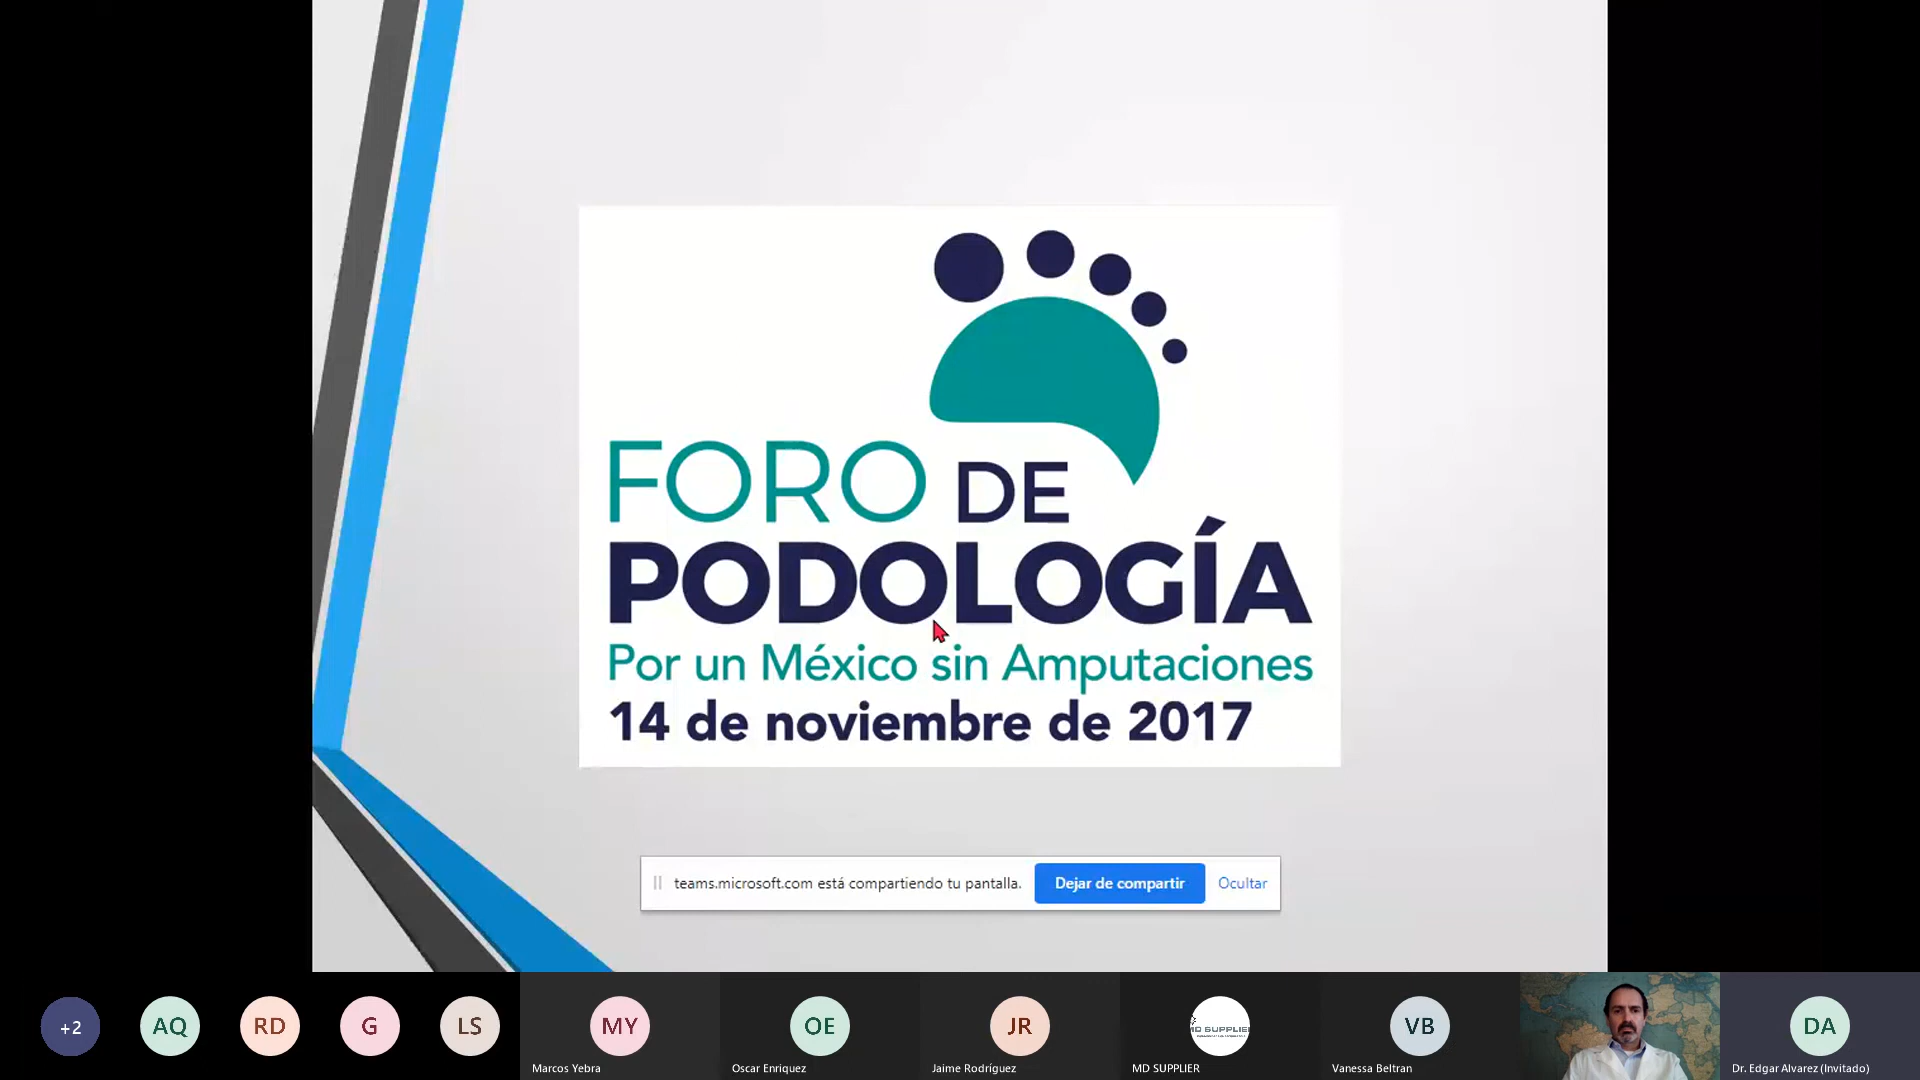 FORO DE
PODOLOGÍA
Por un México sin Amputaciones
14 de noviembre de 2017
teams.microsoft.com está compartiendo tu pantalla.
Dejar de compartir
Ocultar
+2
AQ
RD
G
LS
MY
OE
JR
MD SUPPLIER
VB
DA
Marcos Yebra
Oscar Enriquez
Jaime Rodríguez
MD SUPPLIER
Vanessa Beltran
Dr. Edgar Alvarez (Invitado)